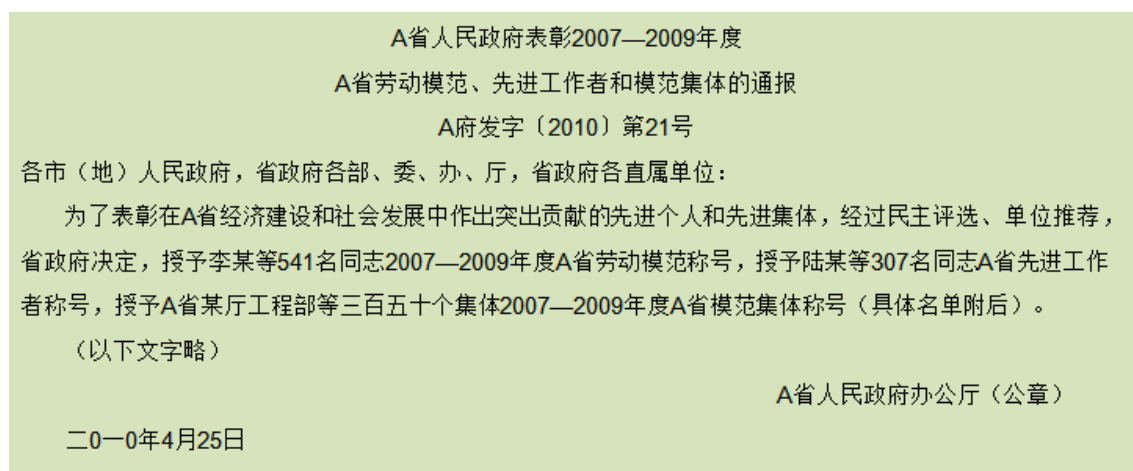 A省人民政府表彰2007—2009年度
A省劳动模范、先进工作者和模范集体的通报
A府发字〔2010〕第21号
各市（地）人民政府，省政府各部、委、办、厅，省政府各直属单位：
为了表彰在A省经济建设和社会发展中作出突出贡献的先进个人和先进集体，经过民主评选、单位推荐，
省政府决定，授予李某等541名同志2007—2009年度A省劳动模范称号，授予陆某等307名同志A省先进工作
者称号，授予A省某厅工程部等三百五十个集体2007—2009年度A省模范集体称号（具体名单附后）。
（以下文字略）
A省人民政府办公厅（公章）
二0一0年4月25日